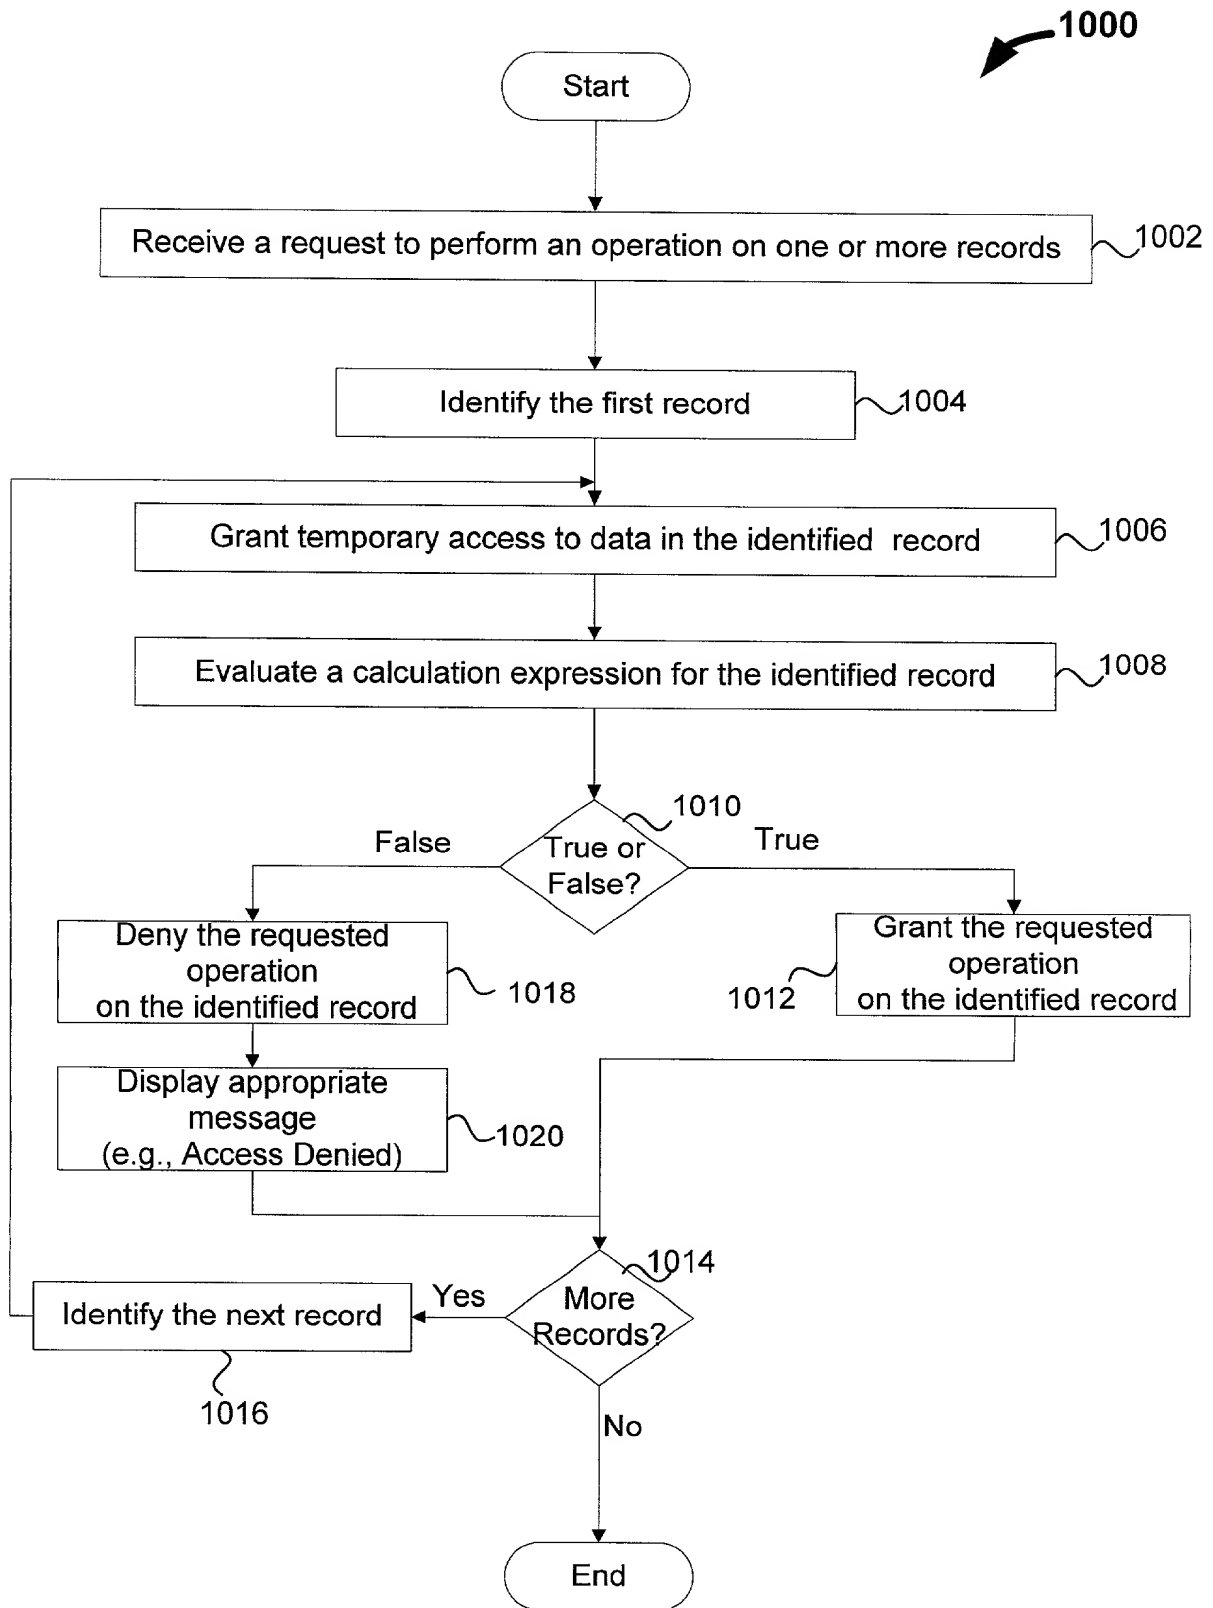 1000
Start
Receive a request to perform an operation on one or more records
1002
Identify the first record
1004
Grant temporary access to data in the identified record
1006
Evaluate a calculation expression for the identified record
1008
1010
True or
False?
False
True
Deny the requested
operation
on the identified record
1018
Grant the requested
operation
on the identified record
1012
Display appropriate
message
(e.g., Access Denied)
1020
1014
More
Records?
Yes
Identify the next record
1016
No
End